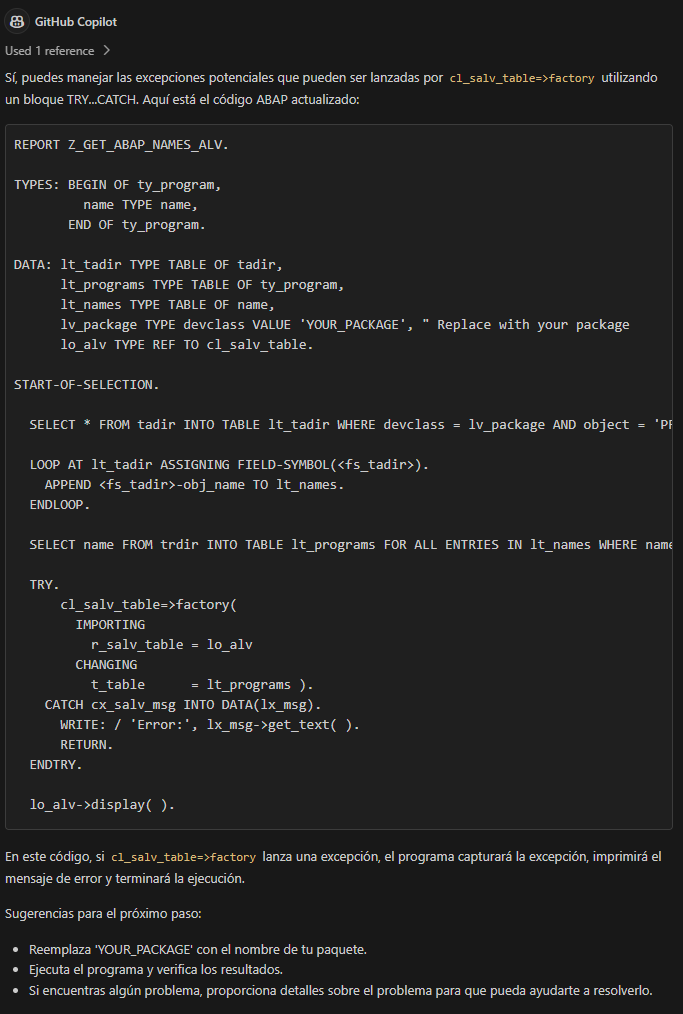 GitHub Copilot
Used 1 reference
Sí, puedes manejar las excepciones potenciales que pueden ser lanzadas por cl_salv_table=>factory utilizando
un bloque TRY...CATCH. Aquí está el código ABAP actualizado:
REPORT Z_GET_ABAP_NAMES_ALV.
TYPES: BEGIN OF ty_program,
         name TYPE name,
       END OF ty_program.
DATA: lt_tadir TYPE TABLE OF tadir,
      lt_programs TYPE TABLE OF ty_program,
      lt_names TYPE TABLE OF name,
      lv_package TYPE devclass VALUE 'YOUR_PACKAGE', " Replace with your package
      lo_alv TYPE REF TO cl_salv_table.
START-OF-SELECTION.
  SELECT * FROM tadir INTO TABLE lt_tadir WHERE devclass = lv_package AND object = 'PR
  LOOP AT lt_tadir ASSIGNING FIELD-SYMBOL(<fs_tadir>).
    APPEND <fs_tadir>-obj_name TO lt_names.
  ENDLOOP.
  SELECT name FROM trdir INTO TABLE lt_programs FOR ALL ENTRIES IN lt_names WHERE name
  TRY.
      cl_salv_table=>factory(
        IMPORTING
          r_salv_table = lo_alv
        CHANGING
          t_table      = lt_programs ).
    CATCH cx_salv_msg INTO DATA(lx_msg).
      WRITE: / 'Error:', lx_msg->get_text( ).
      RETURN.
  ENDTRY.
  lo_alv->display( ).
En este código, si cl_salv_table=>factory lanza una excepción, el programa capturará la excepción, imprimirá el
mensaje de error y terminará la ejecución.
Sugerencias para el próximo paso:
• Reemplaza 'YOUR_PACKAGE' con el nombre de tu paquete.
• Ejecuta el programa y verifica los resultados.
• Si encuentras algún problema, proporciona detalles sobre el problema para que pueda ayudarte a resolverlo.